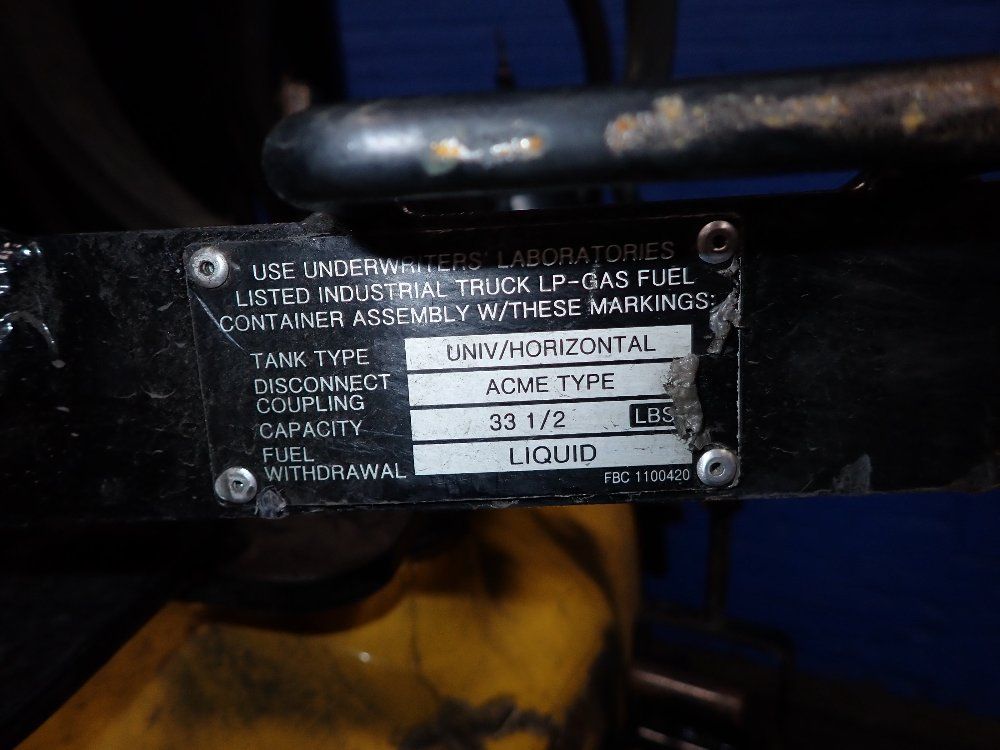 USE UNDERWRITERS' LABORATORIES
LISTED INDUSTRIAL TRUCK LP-GAS FUEL
CONTAINER ASSEMBLY W/THESE MARKINGS:
TANK TYPE UNIV/HORIZONTAL
DISCONNECT
COUPLING ACME TYPE
CAPACITY 33 1/2 LBS
FUEL
WITHDRAWAL LIQUID
FBC 1100420